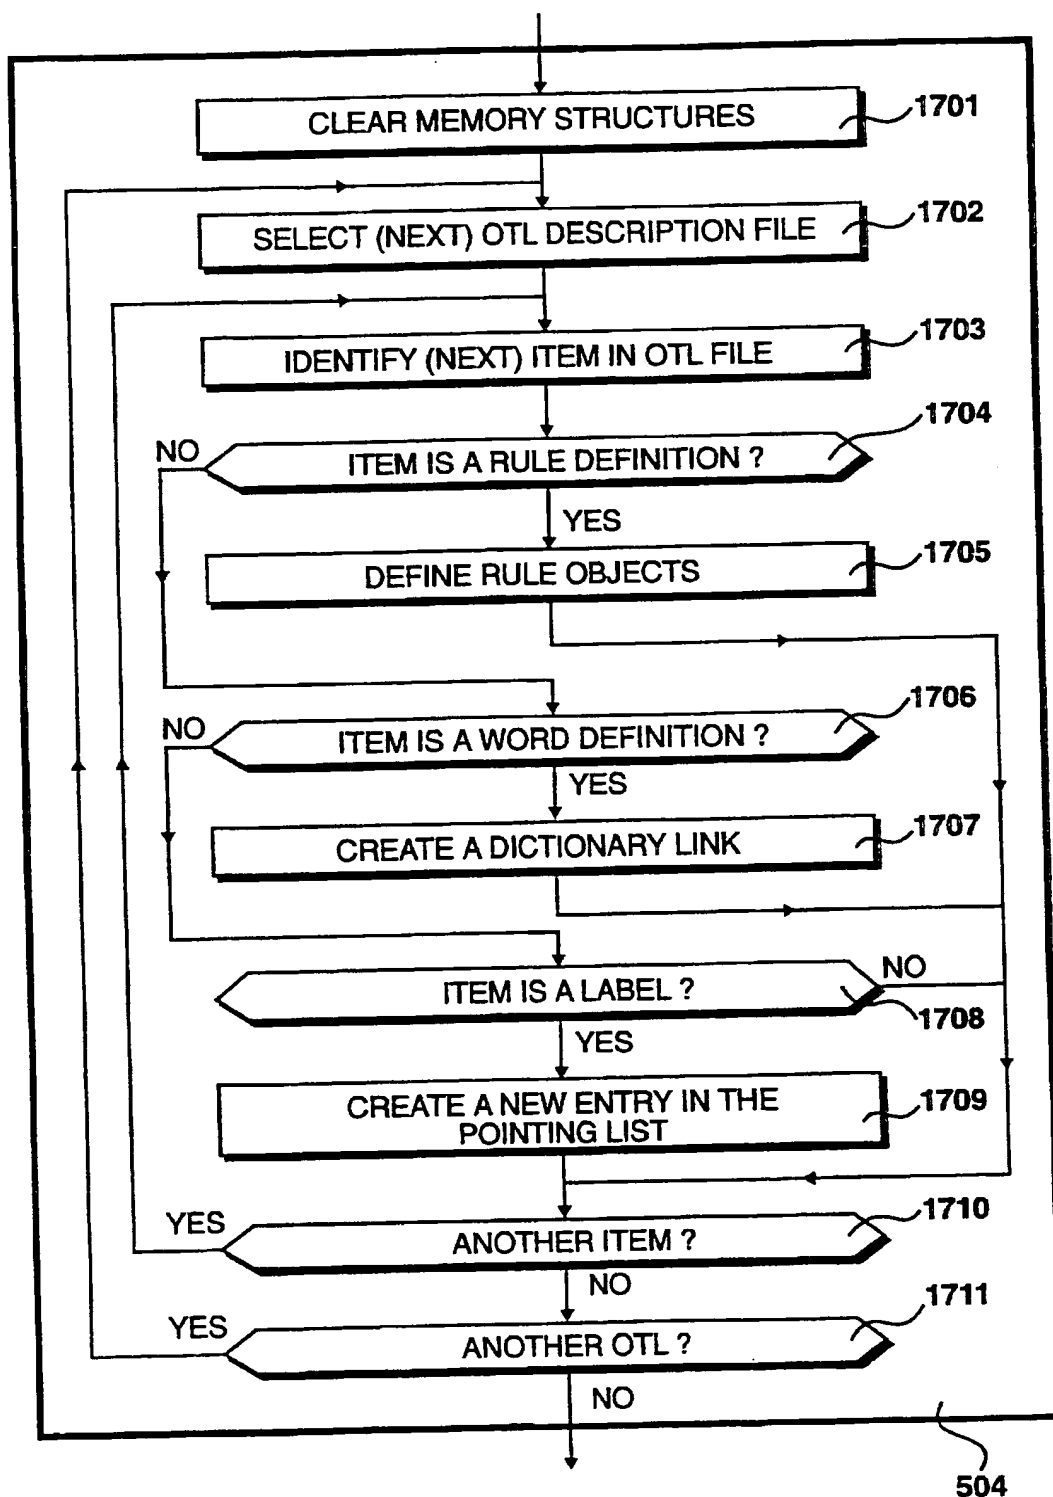 CLEAR MEMORY STRUCTURES
1701
SELECT (NEXT) OTL DESCRIPTION FILE
1702
IDENTIFY (NEXT) ITEM IN OTL FILE
1703
1704
NO
ITEM IS A RULE DEFINITION ?
YES
DEFINE RULE OBJECTS
1705
1706
NO
ITEM IS A WORD DEFINITION ?
YES
CREATE A DICTIONARY LINK
1707
ITEM IS A LABEL ?
NO
1708
YES
CREATE A NEW ENTRY IN THE
POINTING LIST
1709
YES
ANOTHER ITEM ?
1710
NO
1711
YES
ANOTHER OTL ?
NO
504